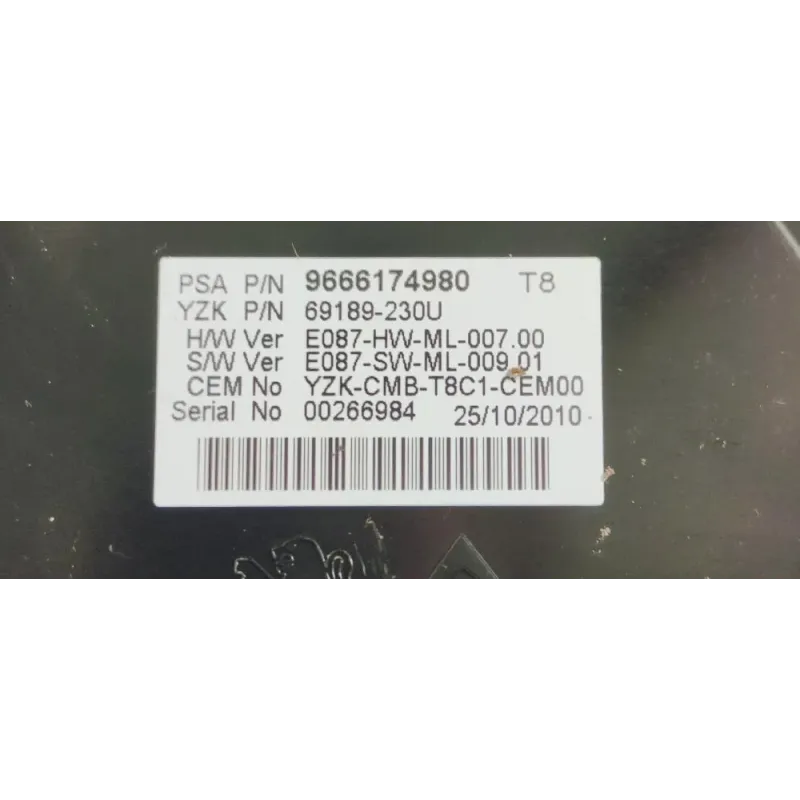 PSA P/N 9666174980 T8
YZK P/N 69189-230U
H/W Ver E087-HW-ML-007.00
S/W Ver E087-SW-ML-009.01
CEM No YZK-CMB-T8C1-CEM00
Serial No 00266984 25/10/2010